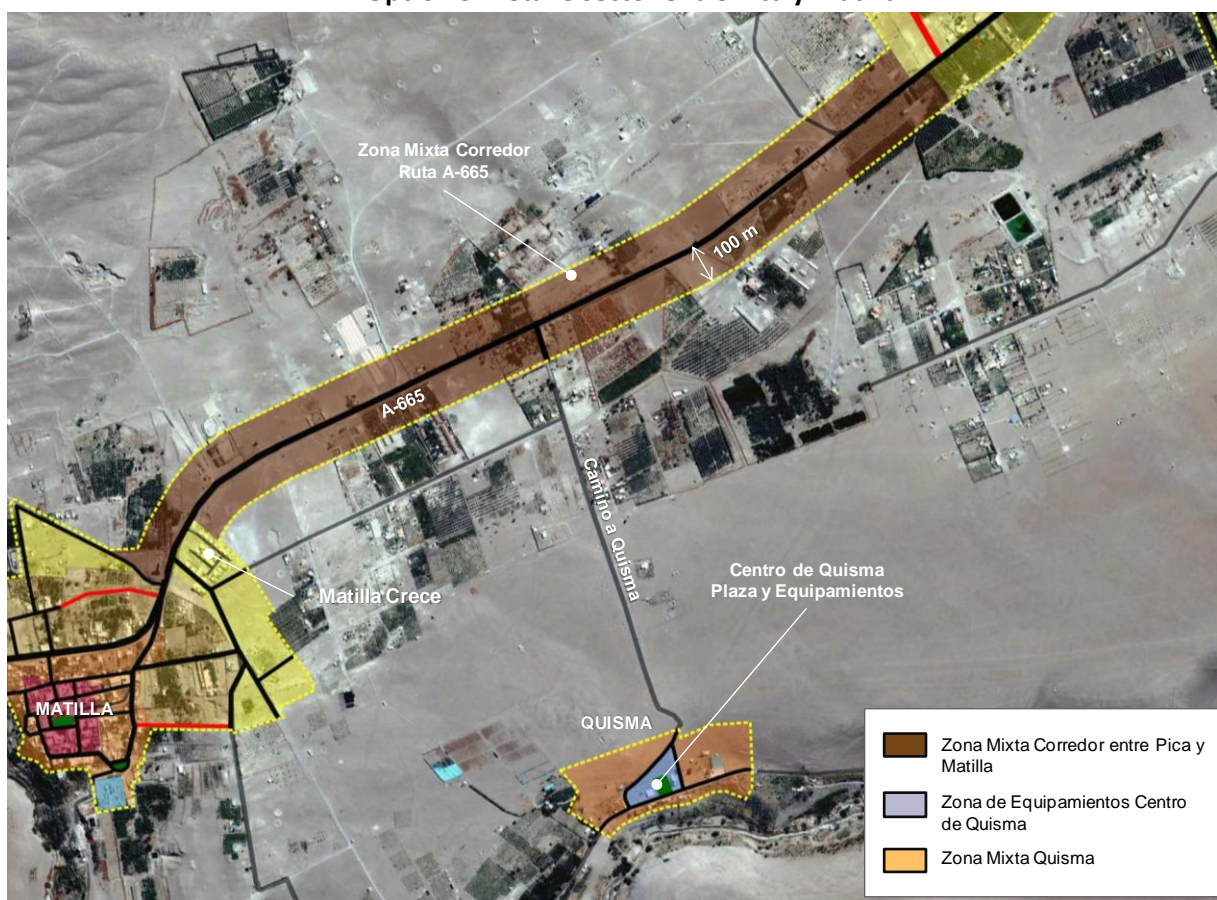 Zona Mixta Corredor
Ruta A-665
100 m
A-665
Camino a Quisma
Centro de Quisma
Plaza y Equipamientos
Matilla Crece
MATILLA
QUISMA
Zona Mixta Corredor entre Pica y
Matilla
Zona de Equipamientos Centro
de Quisma
Zona Mixta Quisma